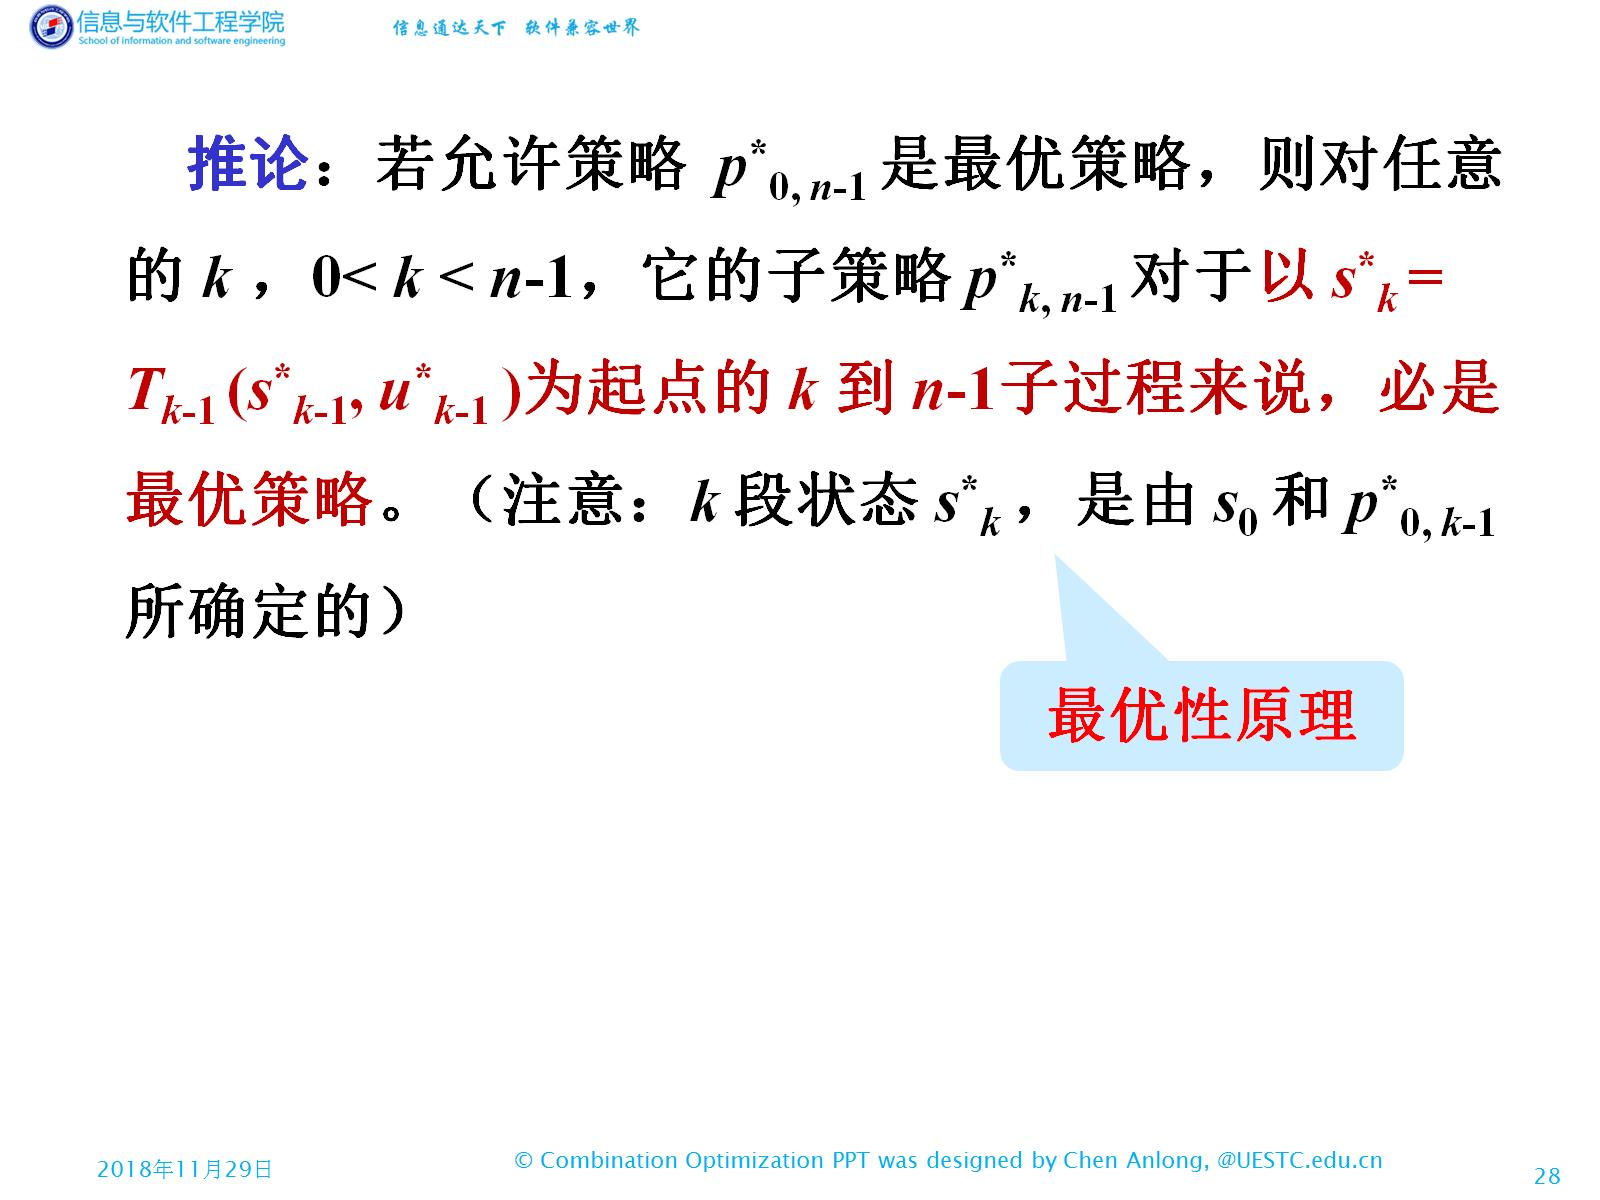 信息与软件工程学院
School of information and software engineering
信息通达天下 软件兼容世界
推论：若允许策略 p*0, n-1 是最优策略，则对任意
的 k ，0< k < n-1，它的子策略 p*k, n-1 对于以 s*k =
Tk-1 (s*k-1, u*k-1 )为起点的 k 到 n-1子过程来说，必是
最优策略。（注意：k 段状态 s*k ，是由 s0 和 p*0, k-1
所确定的）
最优性原理
2018年11月29日
© Combination Optimization PPT was designed by Chen Anlong, @UESTC.edu.cn
28